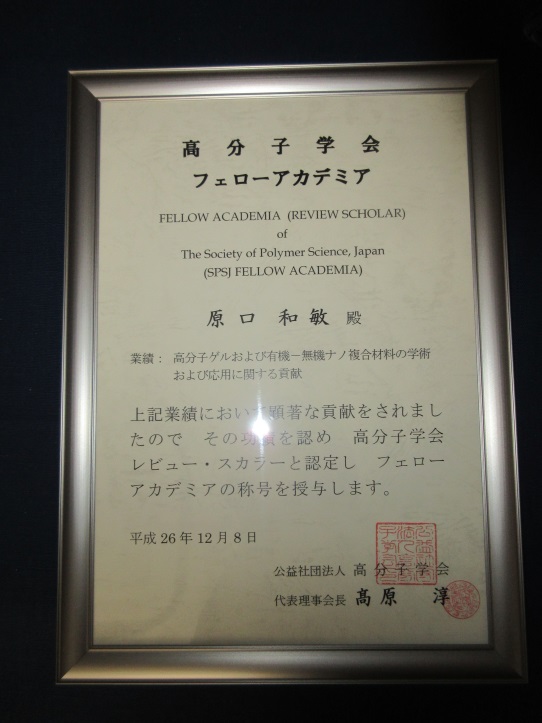 高分子学会
フェローアカデミア
FELLOW ACADEMIA (REVIEW SCHOLAR)
of
The Society of Polymer Science, Japan
(SPSJ FELLOW ACADEMIA)
原口 和敏 殿
業績: 高分子ゲルおよび有機−無機ナノ複合材料の学術
および応用に関する貢献
上記業績において顕著な貢献をされまし
たので その功績を認め 高分子学会
レビュー・スカラーと認定し フェロー
アカデミアの称号を授与します。
平成26年12月8日
公益社団法人 高分子学会
代表理事会長 高原 淳